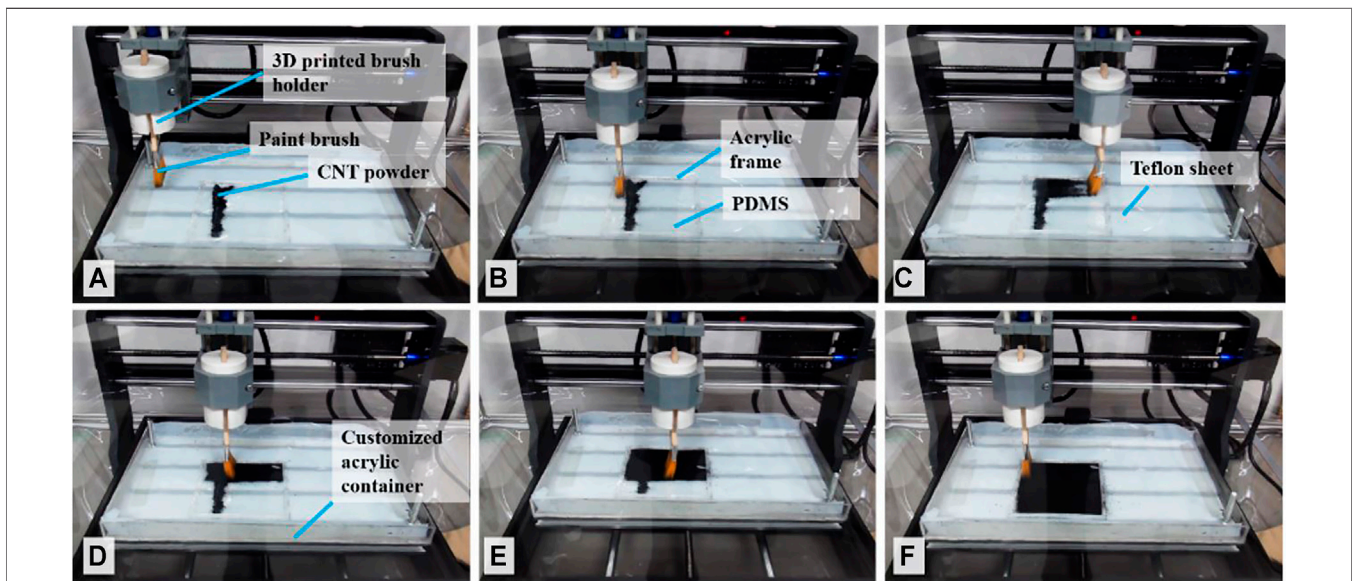 3D printed brush
holder
Paint brush
CNT powder
A
Acrylic
frame
PDMS
B
Teflon sheet
C
Customized
acrylic
container
D
E
F